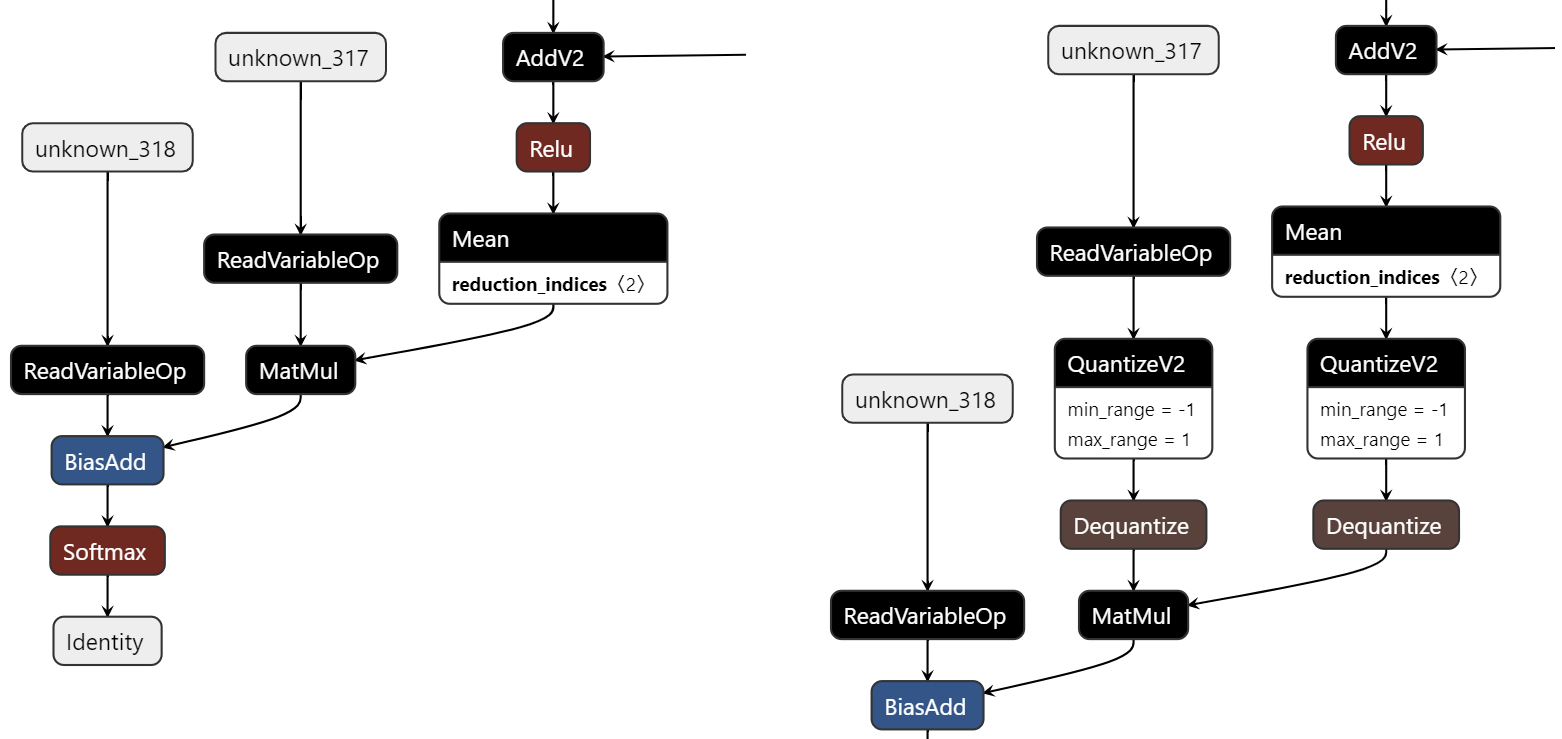 unknown_317
AddV2
unknown_318
Relu
ReadVariableOp
Mean
reduction_indices 〈2〉
ReadVariableOp
MatMul
BiasAdd
Softmax
Identity
unknown_317
AddV2
Relu
ReadVariableOp
Mean
reduction_indices 〈2〉
QuantizeV2
min_range = -1
max_range = 1
QuantizeV2
min_range = -1
max_range = 1
unknown_318
Dequantize
Dequantize
ReadVariableOp
MatMul
BiasAdd